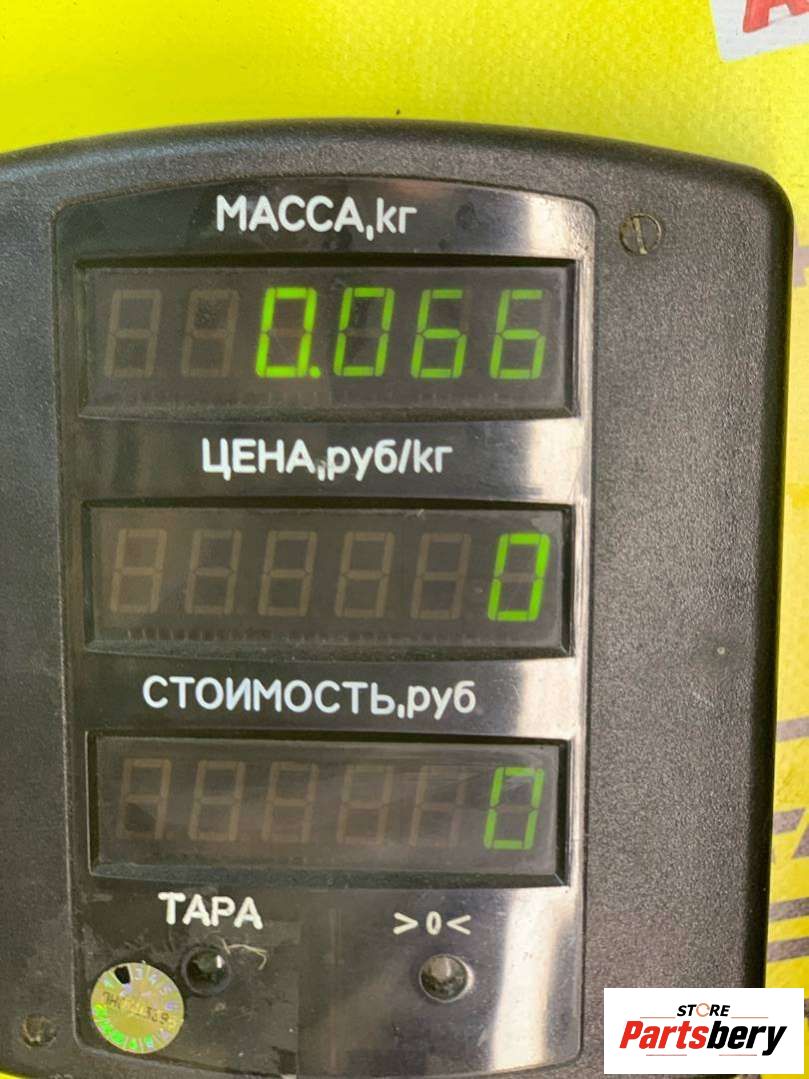 МАССА,кг
0.066
ЦЕНА,руб/кг
0
СТОИМОСТЬ,руб
0
ТАРА >0<
STORE
Partsbery